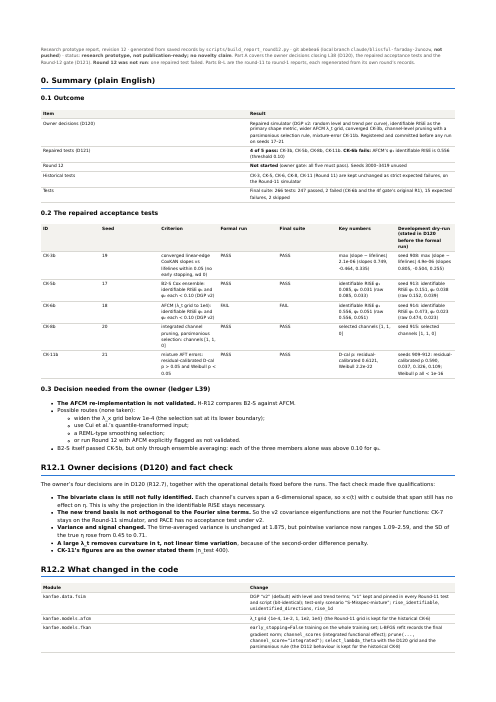 Research prototype report, revision 12 · generated from saved records by scripts/build_report_round12.py · git abebea6 (local branch claude/blissful-faraday-2unozw, not
pushed) · status: research prototype, not publication-ready; no novelty claim. Part A covers the owner decisions closing L38 (D120), the repaired acceptance tests and the
Round-12 gate (D121). Round 12 was not run: one repaired test failed. Parts B–L are the round-11 to round-1 reports, each regenerated from its own round's records.
0. Summary (plain English)
0.1 Outcome
Item Result
Owner decisions (D120) Repaired simulator (DGP v2: random level and trend per curve), identifiable RISE as the
primary shape metric, wider AFCM λ_t grid, converged CK-3b, channel-level pruning with a
parsimonious selection rule, mixture-error CK-11b. Registered and committed before any run
on seeds 17–21
Repaired tests (D121) 4 of 5 pass: CK-3b, CK-5b, CK-8b, CK-11b. CK-6b fails: AFCM's φ₁ identifiable RISE is 0.556
(threshold 0.10)
Round 12 Not started (owner gate: all five must pass). Seeds 3000–3419 unused
Historical tests CK-3, CK-5, CK-6, CK-8, CK-11 (Round 11) are kept unchanged as strict expected failures, on
the Round-11 simulator
Tests Final suite: 266 tests: 247 passed, 2 failed (CK-6b and the IIf gate's original R1), 15 expected
failures, 2 skipped
0.2 The repaired acceptance tests
ID Seed Criterion Formal run Final suite Key numbers Development dry-run
(stated in D120
before the formal
run)
CK-3b 19 converged linear-edge
CoxKAN slopes vs
lifelines within 0.05 (no
early stopping, wd 0) PASS PASS max |slope − lifelines|
2.1e-06 (slopes 0.749,
-0.464, 0.335) seed 908: max |slope −
lifelines| 4.9e-06 (slopes
0.805, -0.504, 0.255)
CK-5b 17 B2-S Cox ensemble:
identifiable RISE φ₁ and
φ₂ each < 0.10 (DGP v2) PASS PASS identifiable RISE φ₁
0.085, φ₂ 0.031 (raw
0.085, 0.033) seed 913: identifiable
RISE φ₁ 0.151, φ₂ 0.038
(raw 0.152, 0.039)
CK-6b 18 AFCM (λ_t grid to 1e4):
identifiable RISE φ₁ and
φ₂ each < 0.10 (DGP v2) FAIL FAIL identifiable RISE φ₁
0.556, φ₂ 0.051 (raw
0.556, 0.051) seed 914: identifiable
RISE φ₁ 0.473, φ₂ 0.023
(raw 0.474, 0.023)
CK-8b 20 integrated channel
pruning, parsimonious
selection: channels [1, 1,
0] PASS PASS selected channels [1, 1,
0] seed 915: selected
channels [1, 1, 0]
CK-11b 21 mixture AFT errors:
residual-calibrated D-cal
p > 0.05 and Weibull p <
0.05 PASS PASS D-cal p: residual-
calibrated 0.6121,
Weibull 2.2e-22 seeds 909–912: residual-
calibrated p 0.590,
0.037, 0.316, 0.109;
Weibull p all < 1e-16
0.3 Decision needed from the owner (ledger L39)
• The AFCM re-implementation is not validated. H-R12 compares B2-S against AFCM.
• Possible routes (none taken):
◦ widen the λ_x grid below 1e-4 (the selection sat at its lower boundary);
◦ use Cui et al.'s quantile-transformed input;
◦ a REML-type smoothing selection;
◦ or run Round 12 with AFCM explicitly flagged as not validated.
• B2-S itself passed CK-5b, but only through ensemble averaging: each of the three members alone was above 0.10 for φ₁.
R12.1 Owner decisions (D120) and fact check
The owner's four decisions are in D120 (R12.7), together with the operational details fixed before the runs. The fact check made five qualifications:
• The bivariate class is still not fully identified. Each channel's curves span a 6-dimensional space, so x·c(t) with c outside that span still has no
effect on η. This is why the projection in the identifiable RISE stays necessary.
• The new trend basis is not orthogonal to the Fourier sine terms. So the v2 covariance eigenfunctions are not the Fourier functions: CK-7
stays on the Round-11 simulator, and PACE has no acceptance test under v2.
• Variance and signal changed. The time-averaged variance is unchanged at 1.875, but pointwise variance now ranges 1.09–2.59, and the SD of
the true η rose from 0.45 to 0.71.
• A large λ_t removes curvature in t, not linear time variation, because of the second-order difference penalty.
• CK-11's figures are as the owner stated them (n_test 400).
R12.2 What changed in the code
Module Change
kanfae.data.fsim DGP "v2" (default) with level and trend terms; "v1" kept and pinned in every Round-11 test
and script (bit-identical); test-only scenario "S-Misspec-mixture"; rise_identifiable,
unidentified_directions, rise_1d
kanfae.models.afcm λ_t grid {1e-4, 1e-2, 1, 1e2, 1e4} (the Round-11 grid is kept for the historical CK-6)
kanfae.models.fkan early_stopping=False training on the whole training set; L-BFGS refit records the final
gradient norm; channel_scores (integrated functional effect); prune(...,
channel_score="integrated"); select_lambda_theta with the D120 grid and the
parsimonious rule (the D112 behaviour is kept for the historical CK-8)